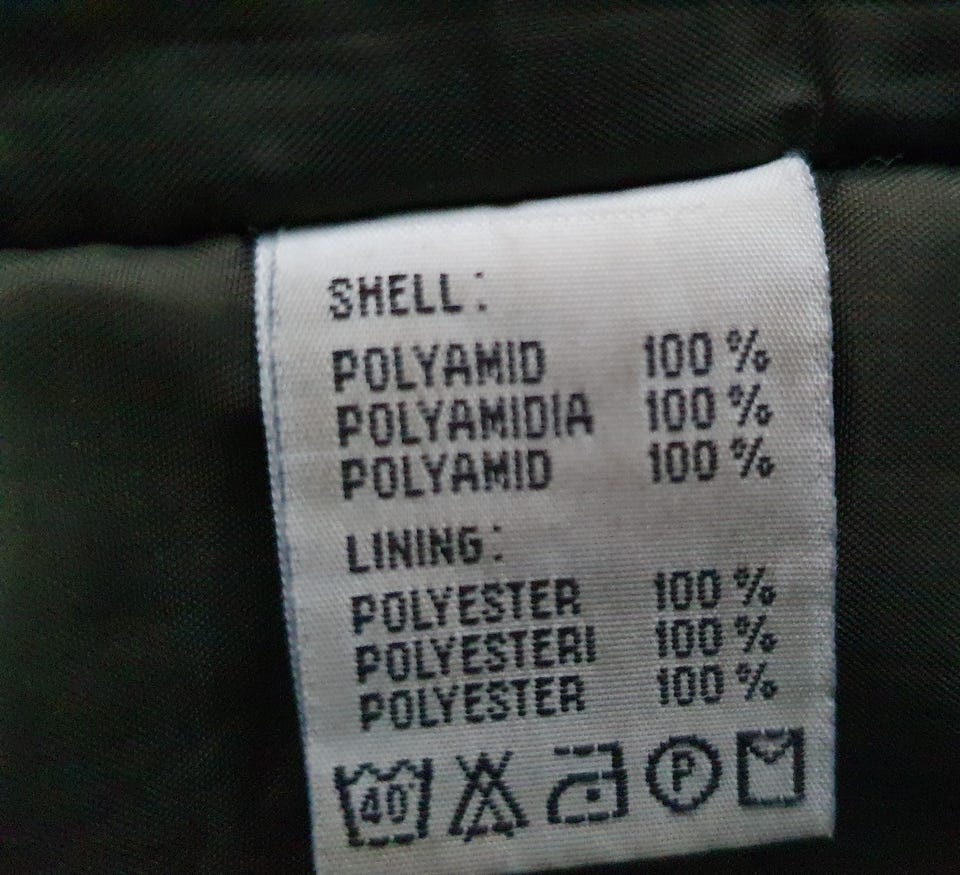 SHELL:
POLYAMID 100 %
POLYAMIDIA 100 %
POLYAMID 100 %
LINING:
POLYESTER 100 %
POLYESTERI 100 %
POLYESTER 100 %
40° P